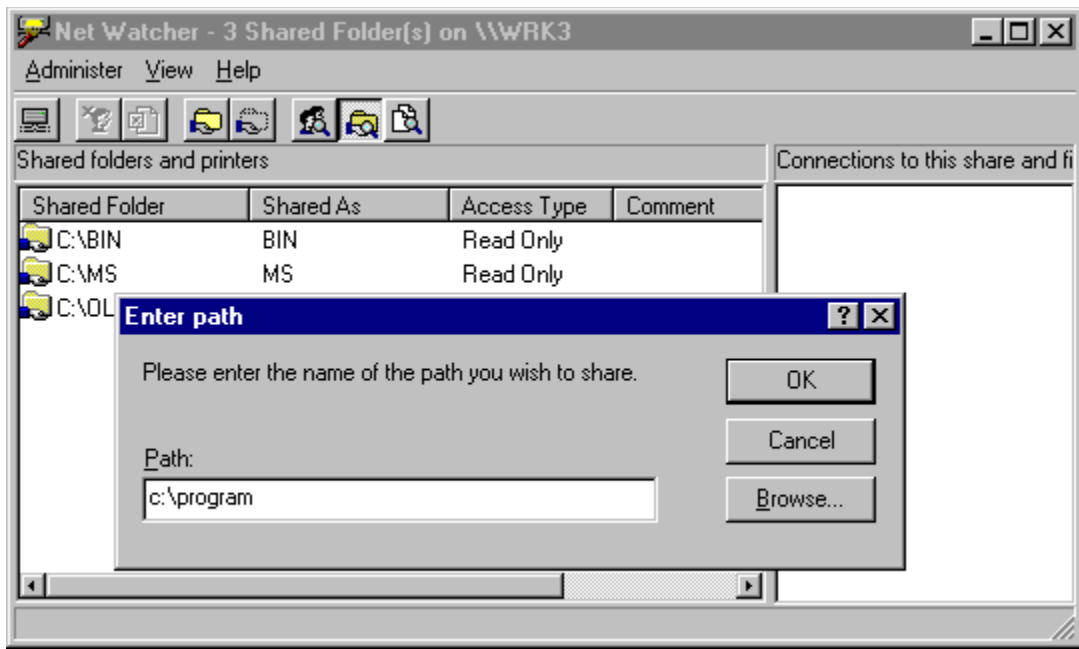 Net Watcher - 3 Shared Folder(s) on \\WRK3
Administer View Help
Shared folders and printers
Connections to this share and fi
Shared Folder Shared As Access Type Comment
C:\BIN BIN Read Only
C:\MS MS Read Only
C:\OL
Enter path
Please enter the name of the path you wish to share.
OK
Cancel
Path:
c:\program
Browse...